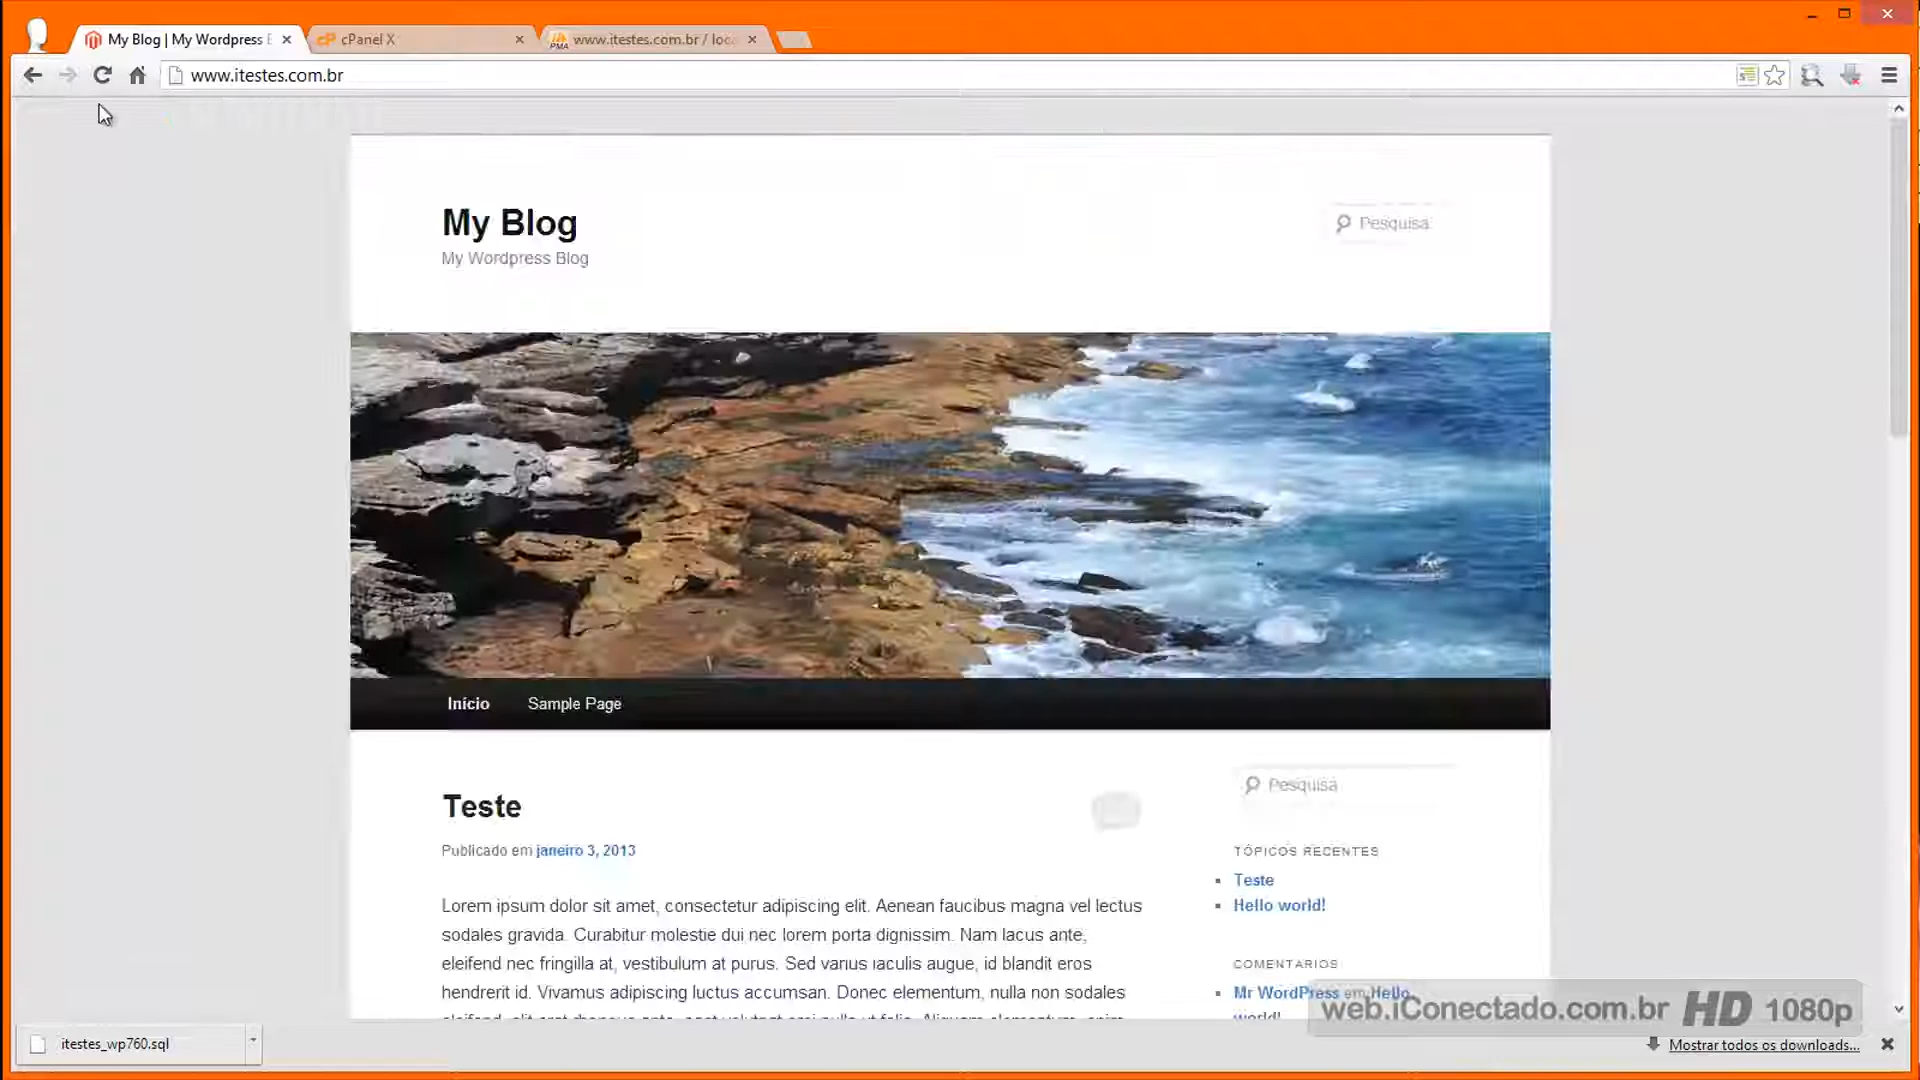 My Blog | My Wordpress
cPanel X
www.itestes.com.br / loca
www.itestes.com.br
My Blog
My Wordpress Blog
Pesquisa
Início
Sample Page
Teste
Publicado em janeiro 3, 2013
Lorem ipsum dolor sit amet, consectetur adipiscing elit. Aenean faucibus magna vel lectus
sodales gravida. Curabitur molestie dui nec lorem porta dignissim. Nam lacus ante,
eleifend nec fringilla at, vestibulum at purus. Sed varius iaculis augue, id blandit eros
hendrerit id. Vivamus adipiscing luctus accumsan. Donec elementum, nulla non sodales
Pesquisa
TÓPICOS RECENTES
Teste
Hello world!
COMENTÁRIOS
Mr WordPress em Hello
world!
web.iConectado.com.br HD 1080p
itestes_wp760.sql
Mostrar todos os downloads...